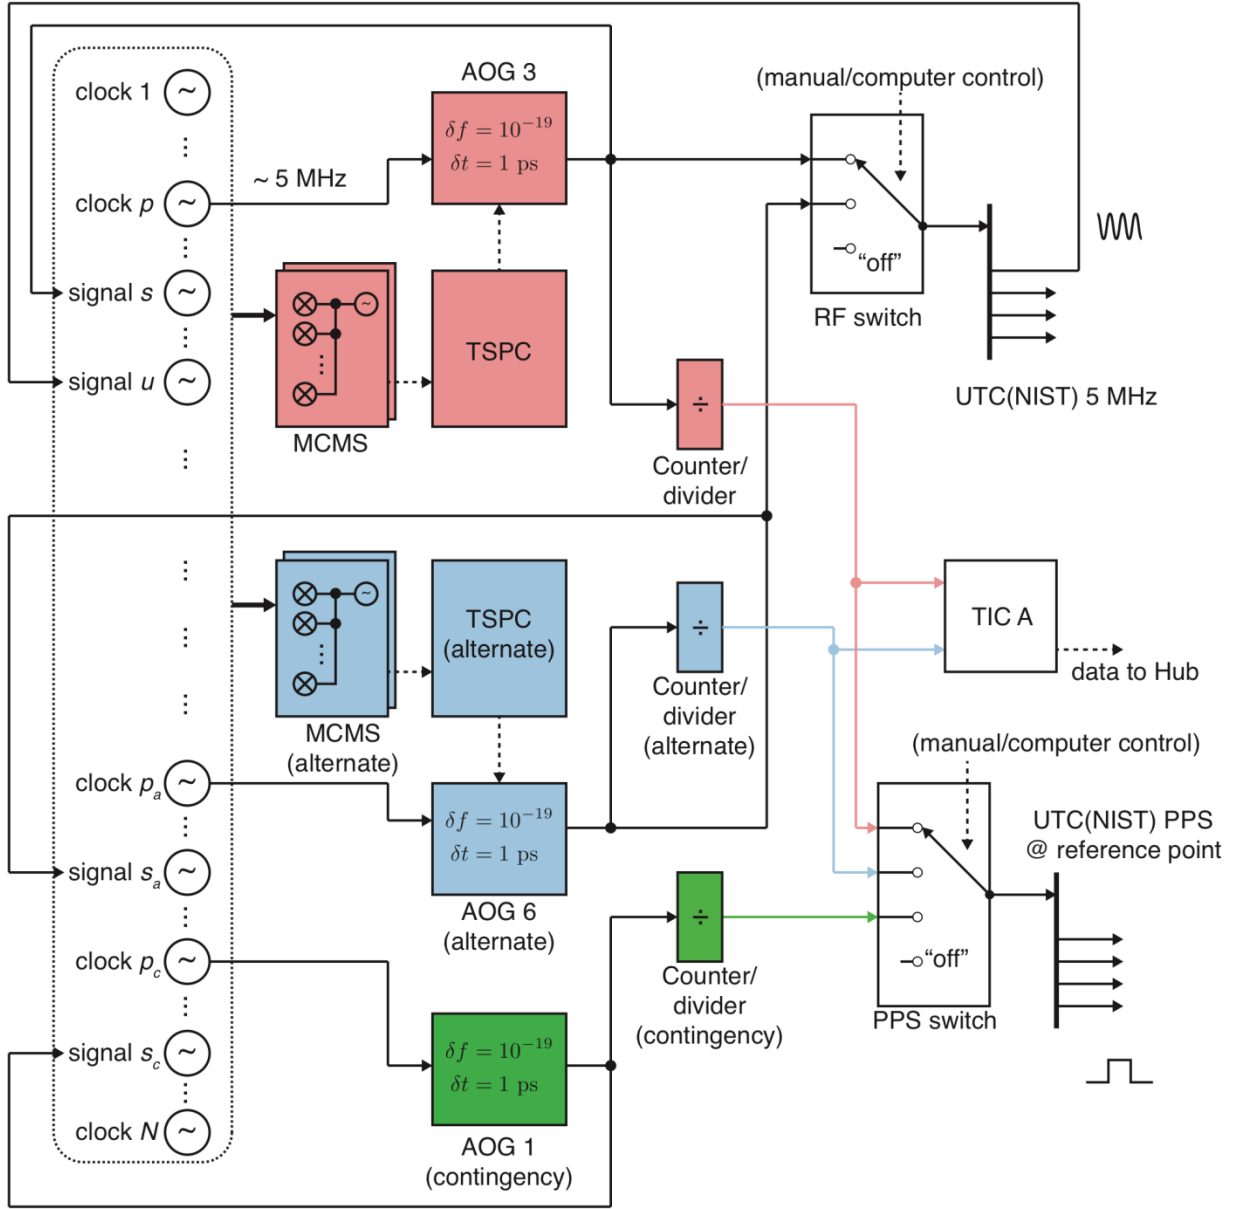 AOG 3
clock 1
(manual/computer control)
δf = 10⁻¹⁹
δt = 1 ps
~ 5 MHz
clock p
signal s
"off"
RF switch
TSPC
signal u
UTC(NIST) 5 MHz
MCMS
÷
Counter/
divider
TSPC
(alternate)
÷
TIC A
data to Hub
Counter/
divider
(alternate)
MCMS
(alternate)
(manual/computer control)
clock pₐ
δf = 10⁻¹⁹
δt = 1 ps
UTC(NIST) PPS
@ reference point
signal sₐ
AOG 6
(alternate)
÷
clock p_c
"off"
Counter/
divider
(contingency)
PPS switch
signal s_c
δf = 10⁻¹⁹
δt = 1 ps
clock N
AOG 1
(contingency)